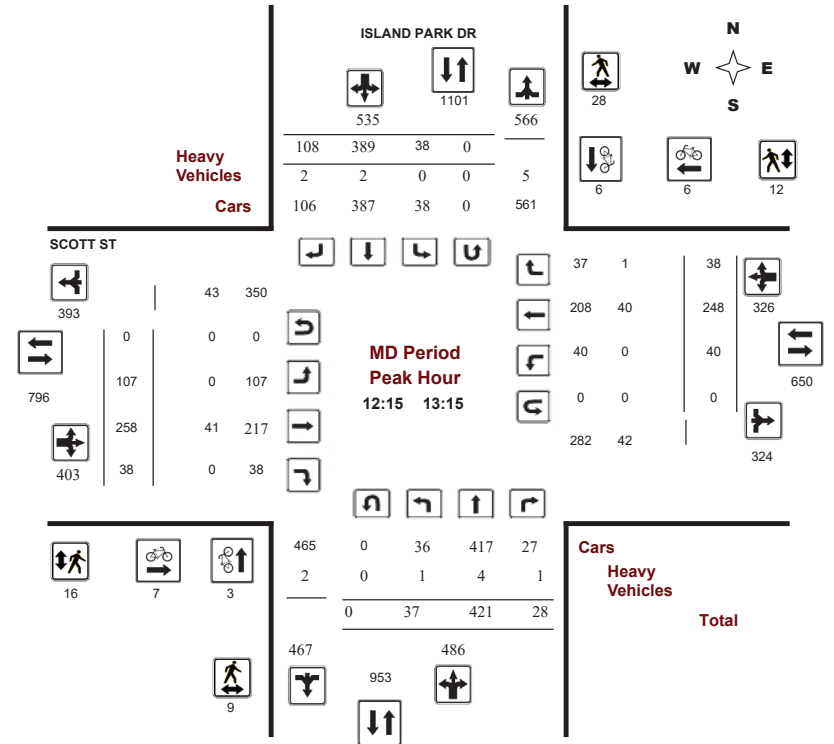 ISLAND PARK DR
N
W E
S
1101
28
535 566
108 389 38 0
Heavy
Vehicles
2 2 0 0 5
6 6 12
Cars
106 387 38 0 561
SCOTT ST
37 1 38
43 350
393
208 40 248 326
0 0 0
MD Period
Peak Hour
40 0 40
107 0 107
650
796
12:15 13:15
0 0 0
258 41 217
282 42
324
403
38 0 38
465 0 36 417 27
Cars
2 0 1 4 1
Heavy
Vehicles
16 7 3
0 37 421 28
Total
467 486
953
9